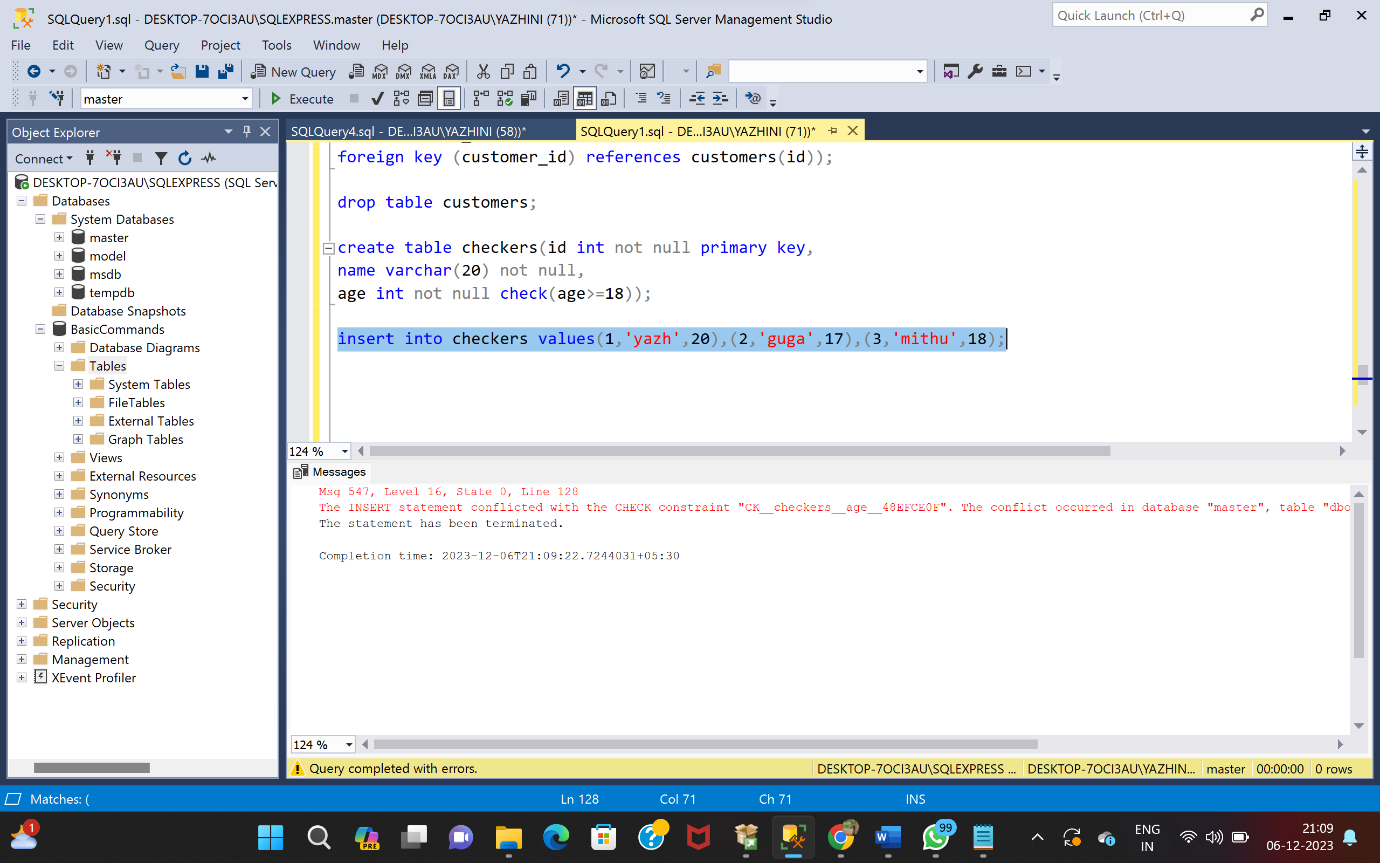 SQLQuery1.sql - DESKTOP-7OCI3AU\SQLEXPRESS.master (DESKTOP-7OCI3AU\YAZHINI (71))* - Microsoft SQL Server Management Studio
Quick Launch (Ctrl+Q)
File Edit View Query Project Tools Window Help
New Query MDX DMX XMLA DAX
master Execute
Object Explorer
SQLQuery4.sql - DE...I3AU\YAZHINI (58))*
SQLQuery1.sql - DE...I3AU\YAZHINI (71))*
Connect
DESKTOP-7OCI3AU\SQLEXPRESS (SQL Ser
Databases
System Databases
master
model
msdb
tempdb
Database Snapshots
BasicCommands
Database Diagrams
Tables
System Tables
FileTables
External Tables
Graph Tables
Views
External Resources
Synonyms
Programmability
Query Store
Service Broker
Storage
Security
Security
Server Objects
Replication
Management
XEvent Profiler
foreign key (customer_id) references customers(id));
drop table customers;
create table checkers(id int not null primary key,
name varchar(20) not null,
age int not null check(age>=18));
insert into checkers values(1,'yazh',20),(2,'guga',17),(3,'mithu',18);
124 %
Messages
Msg 547, Level 16, State 0, Line 128
The INSERT statement conflicted with the CHECK constraint "CK__checkers__age__48EFCE0F". The conflict occurred in database "master", table "dbo
The statement has been terminated.
Completion time: 2023-12-06T21:09:22.7244031+05:30
124 %
Query completed with errors.
DESKTOP-7OCI3AU\SQLEXPRESS ... DESKTOP-7OCI3AU\YAZHIN... master 00:00:00 0 rows
Matches: (
Ln 128 Col 71 Ch 71 INS
1
PRE
99
ENG
IN
21:09
06-12-2023